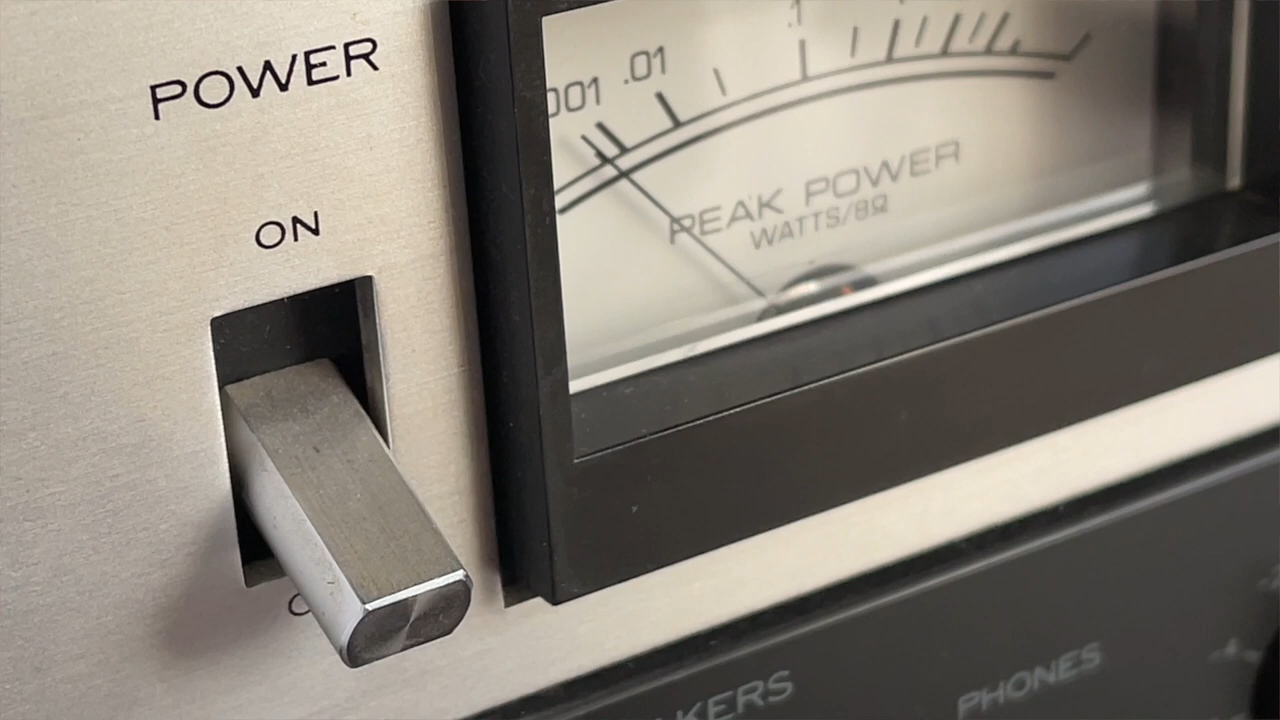 POWER
ON
.01
.1
PEAK POWER
WATTS/8Ω
PHONES